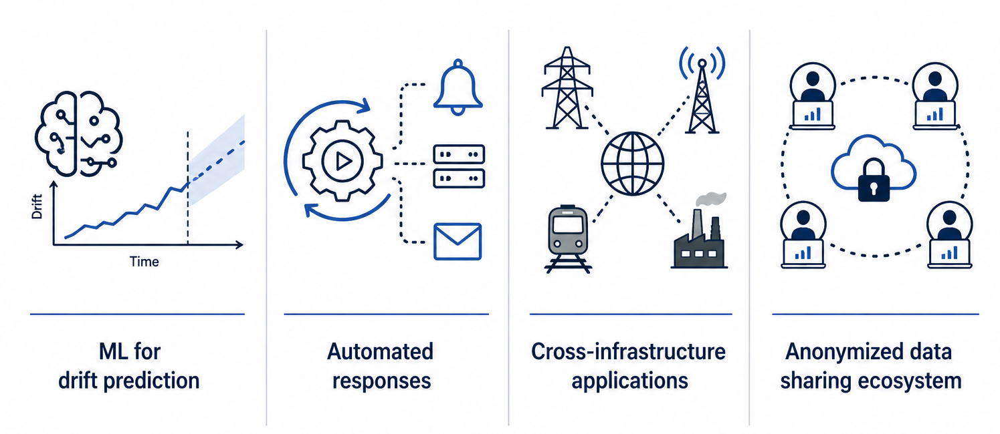 Drift
Time
ML for
drift prediction
Automated
responses
Cross-infrastructure
applications
Anonymized data
sharing ecosystem